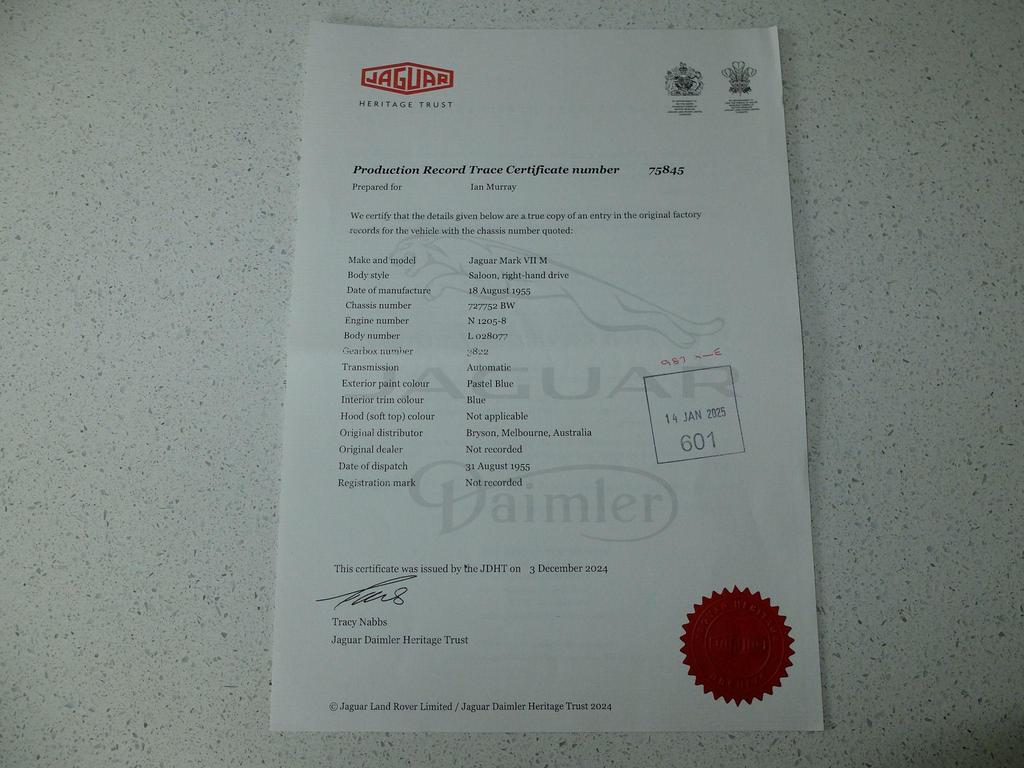 JAGUAR
HERITAGE TRUST
Production Record Trace Certificate number 75845
Prepared for Ian Murray
We certify that the details given below are a true copy of an entry in the original factory
records for the vehicle with the chassis number quoted:
Make and model Jaguar Mark VII M
Body style Saloon, right-hand drive
Date of manufacture 18 August 1955
Chassis number 727752 BW
Engine number N 1205-8
Body number L 028077
Gearbox number 3822
Transmission Automatic
Exterior paint colour Pastel Blue
Interior trim colour Blue
Hood (soft top) colour Not applicable
Original distributor Bryson, Melbourne, Australia
Original dealer Not recorded
Date of dispatch 31 August 1955
Registration mark Not recorded
JAGUAR
Daimler
14 JAN 2025
601
This certificate was issued by the JDHT on 3 December 2024
Tracy Nabbs
Jaguar Daimler Heritage Trust
© Jaguar Land Rover Limited / Jaguar Daimler Heritage Trust 2024